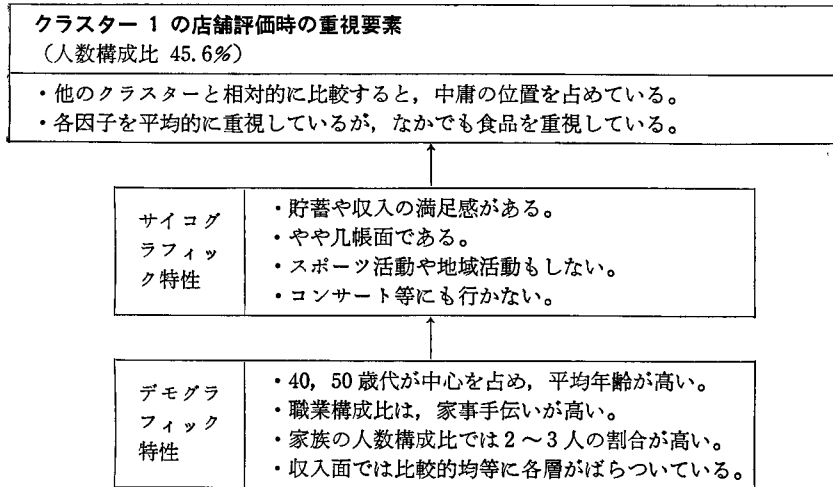 クラスター 1 の店舗評価時の重視要素
(人数構成比 45.6%)
・他のクラスターと相対的に比較すると，中庸の位置を占めている。
・各因子を平均的に重視しているが，なかでも食品を重視している。
サイコグ
ラフィッ
ク特性
・貯蓄や収入の満足感がある。
・やや几帳面である。
・スポーツ活動や地域活動もしない。
・コンサート等にも行かない。
デモグラ
フィック
特性
・40，50 歳代が中心を占め，平均年齢が高い。
・職業構成比は，家事手伝いが高い。
・家族の人数構成比では2～3人の割合が高い。
・収入面では比較的均等に各層がばらついている。